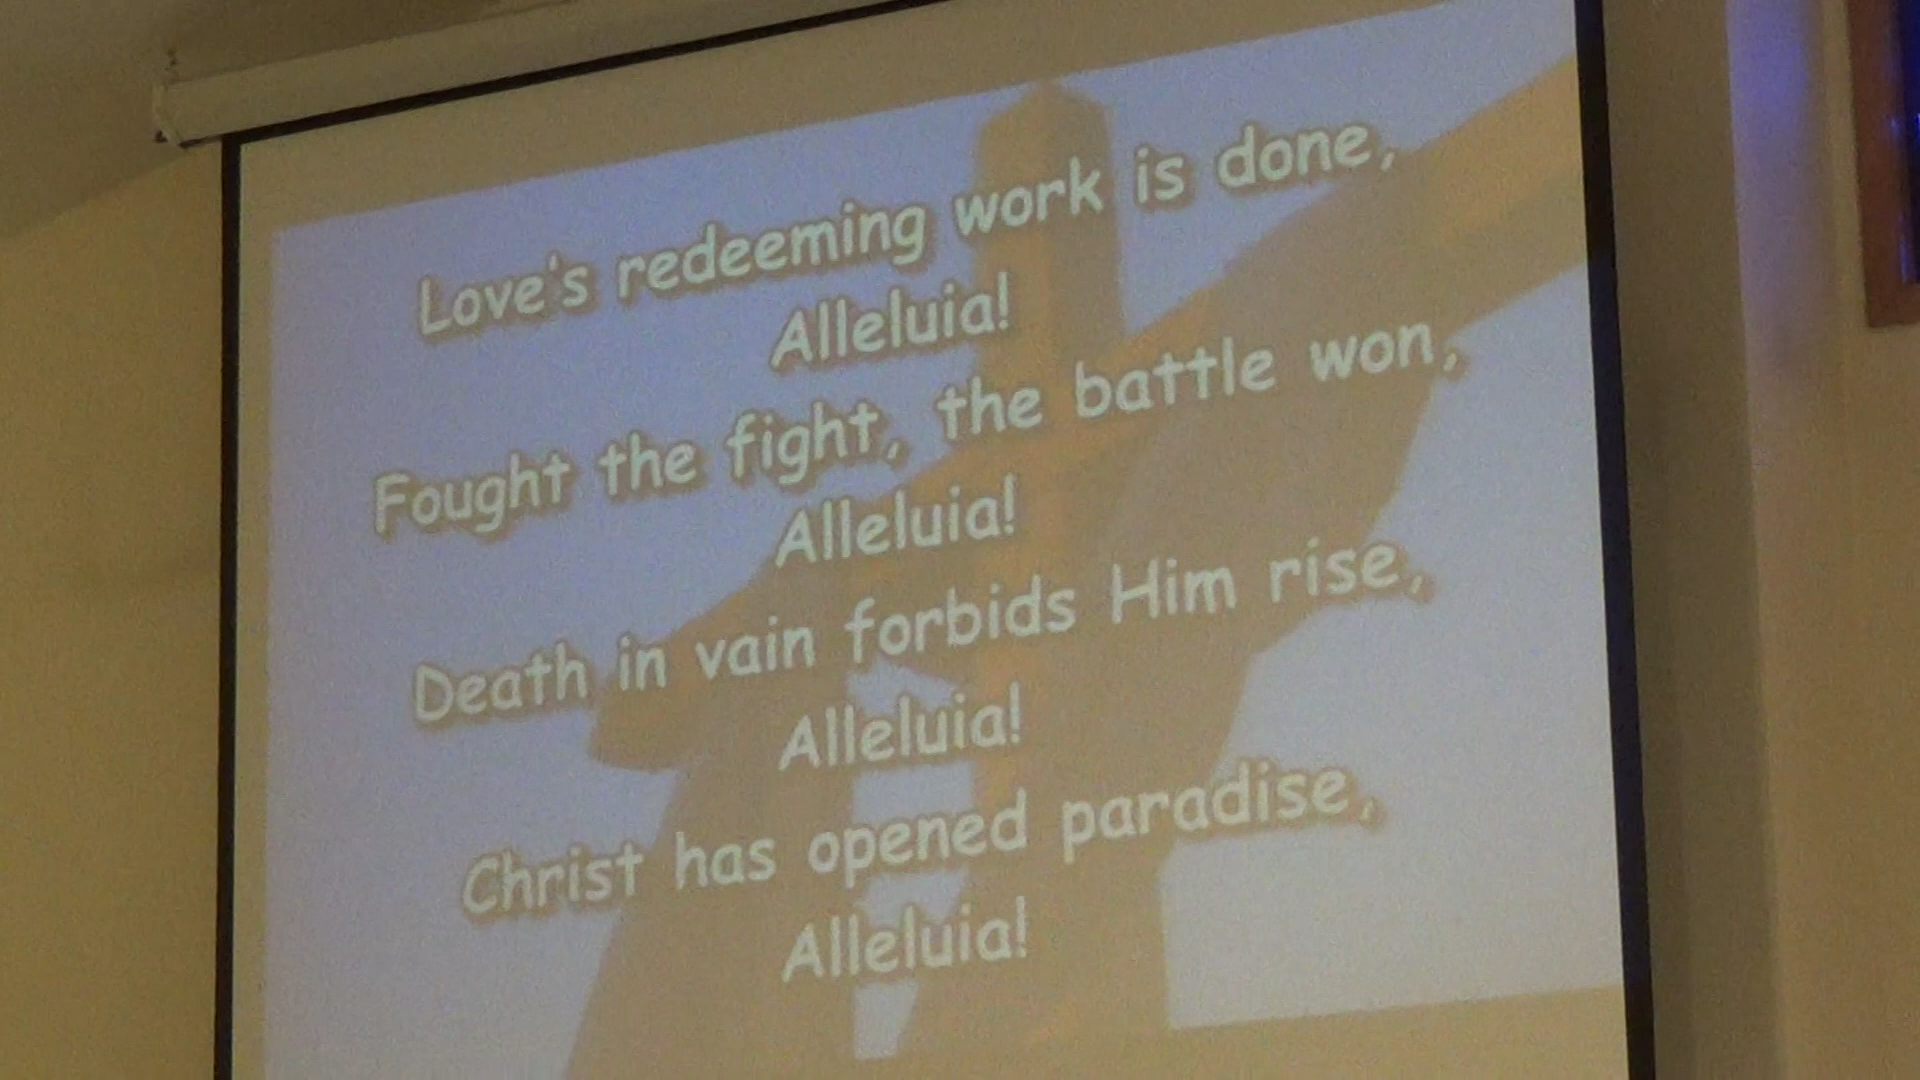 Love's redeeming work is done,
Alleluia!
Fought the fight, the battle won,
Alleluia!
Death in vain forbids Him rise,
Alleluia!
Christ has opened paradise,
Alleluia!